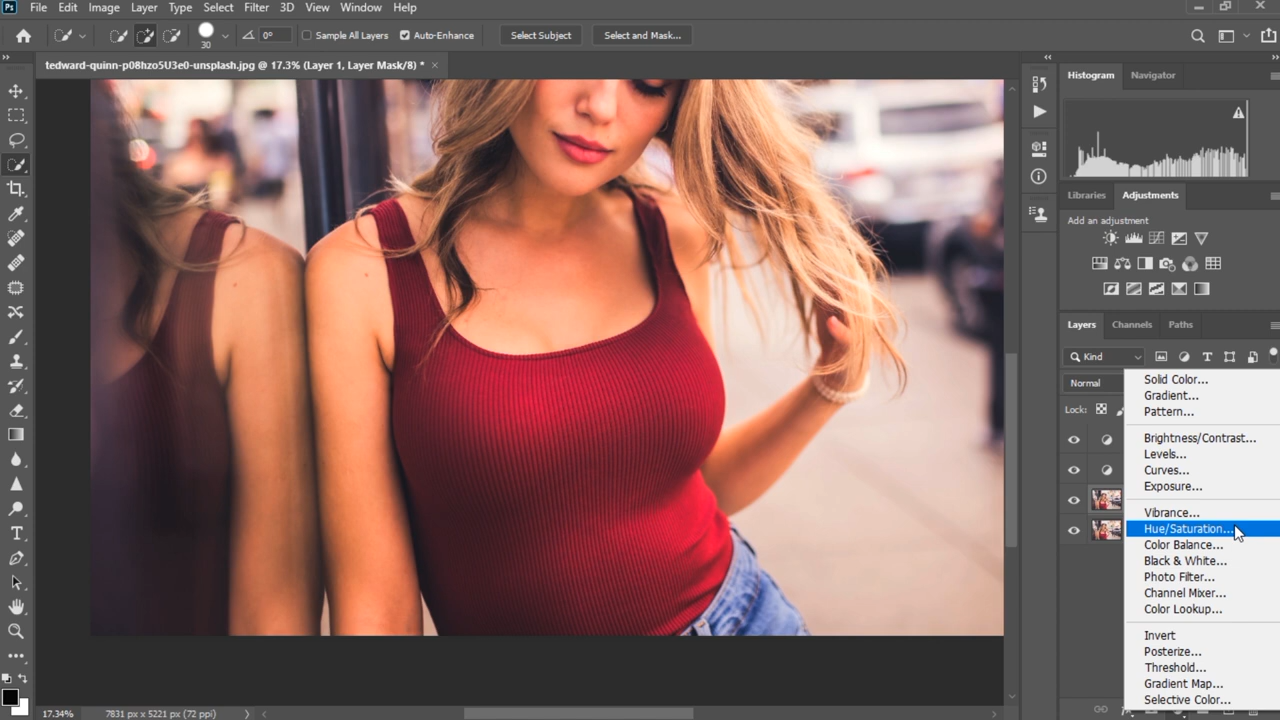 Ps File Edit Image Layer Type Select Filter 3D View Window Help
30 0° Sample All Layers Auto-Enhance Select Subject Select and Mask...
tedward-quinn-p08hzo5U3e0-unsplash.jpg @ 17.3% (Layer 1, Layer Mask/8) * ×
Histogram Navigator
Libraries Adjustments
Add an adjustment
Layers Channels Paths
Kind
Normal
Lock:
Solid Color...
Gradient...
Pattern...
Brightness/Contrast...
Levels...
Curves...
Exposure...
Vibrance...
Hue/Saturation...
Color Balance...
Black & White...
Photo Filter...
Channel Mixer...
Color Lookup...
Invert
Posterize...
Threshold...
Gradient Map...
Selective Color...
17.34% 7831 px x 5221 px (72 ppi)